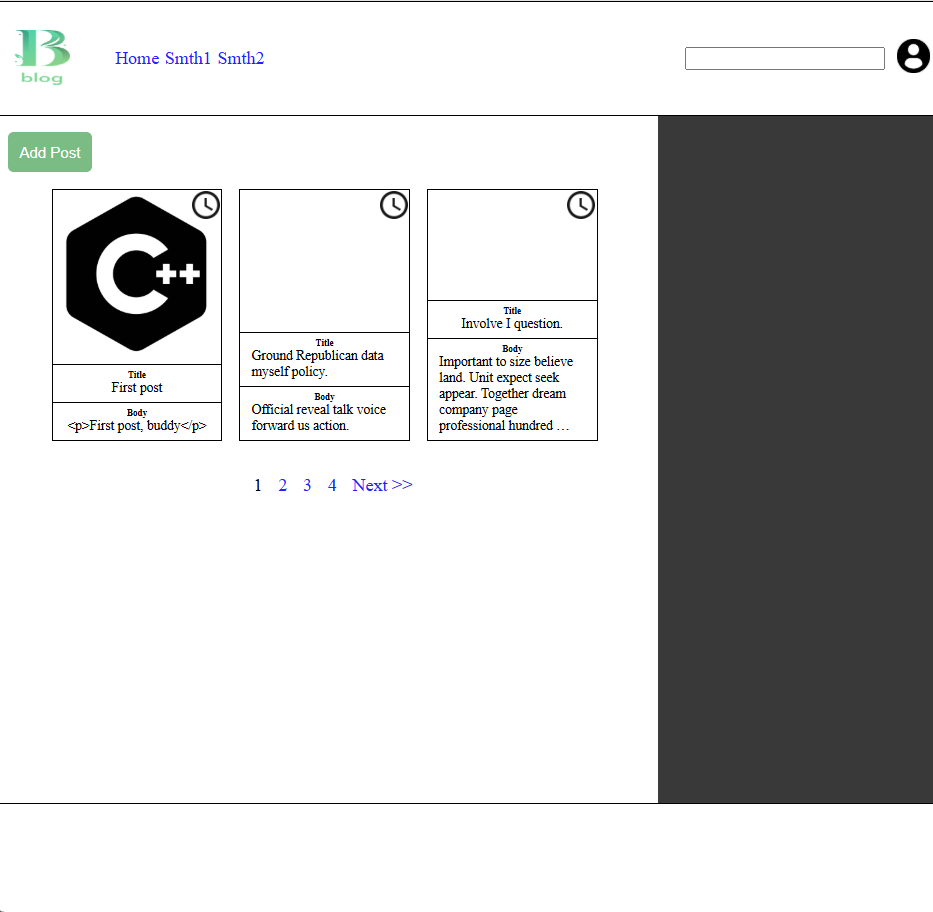 B
blog
Home Smth1 Smth2
Add Post
C++
Title
First post
Body
<p>First post, buddy</p>
Title
Ground Republican data
myself policy.
Body
Official reveal talk voice
forward us action.
Title
Involve I question.
Body
Important to size believe
land. Unit expect seek
appear. Together dream
company page
professional hundred …
1 2 3 4 Next >>